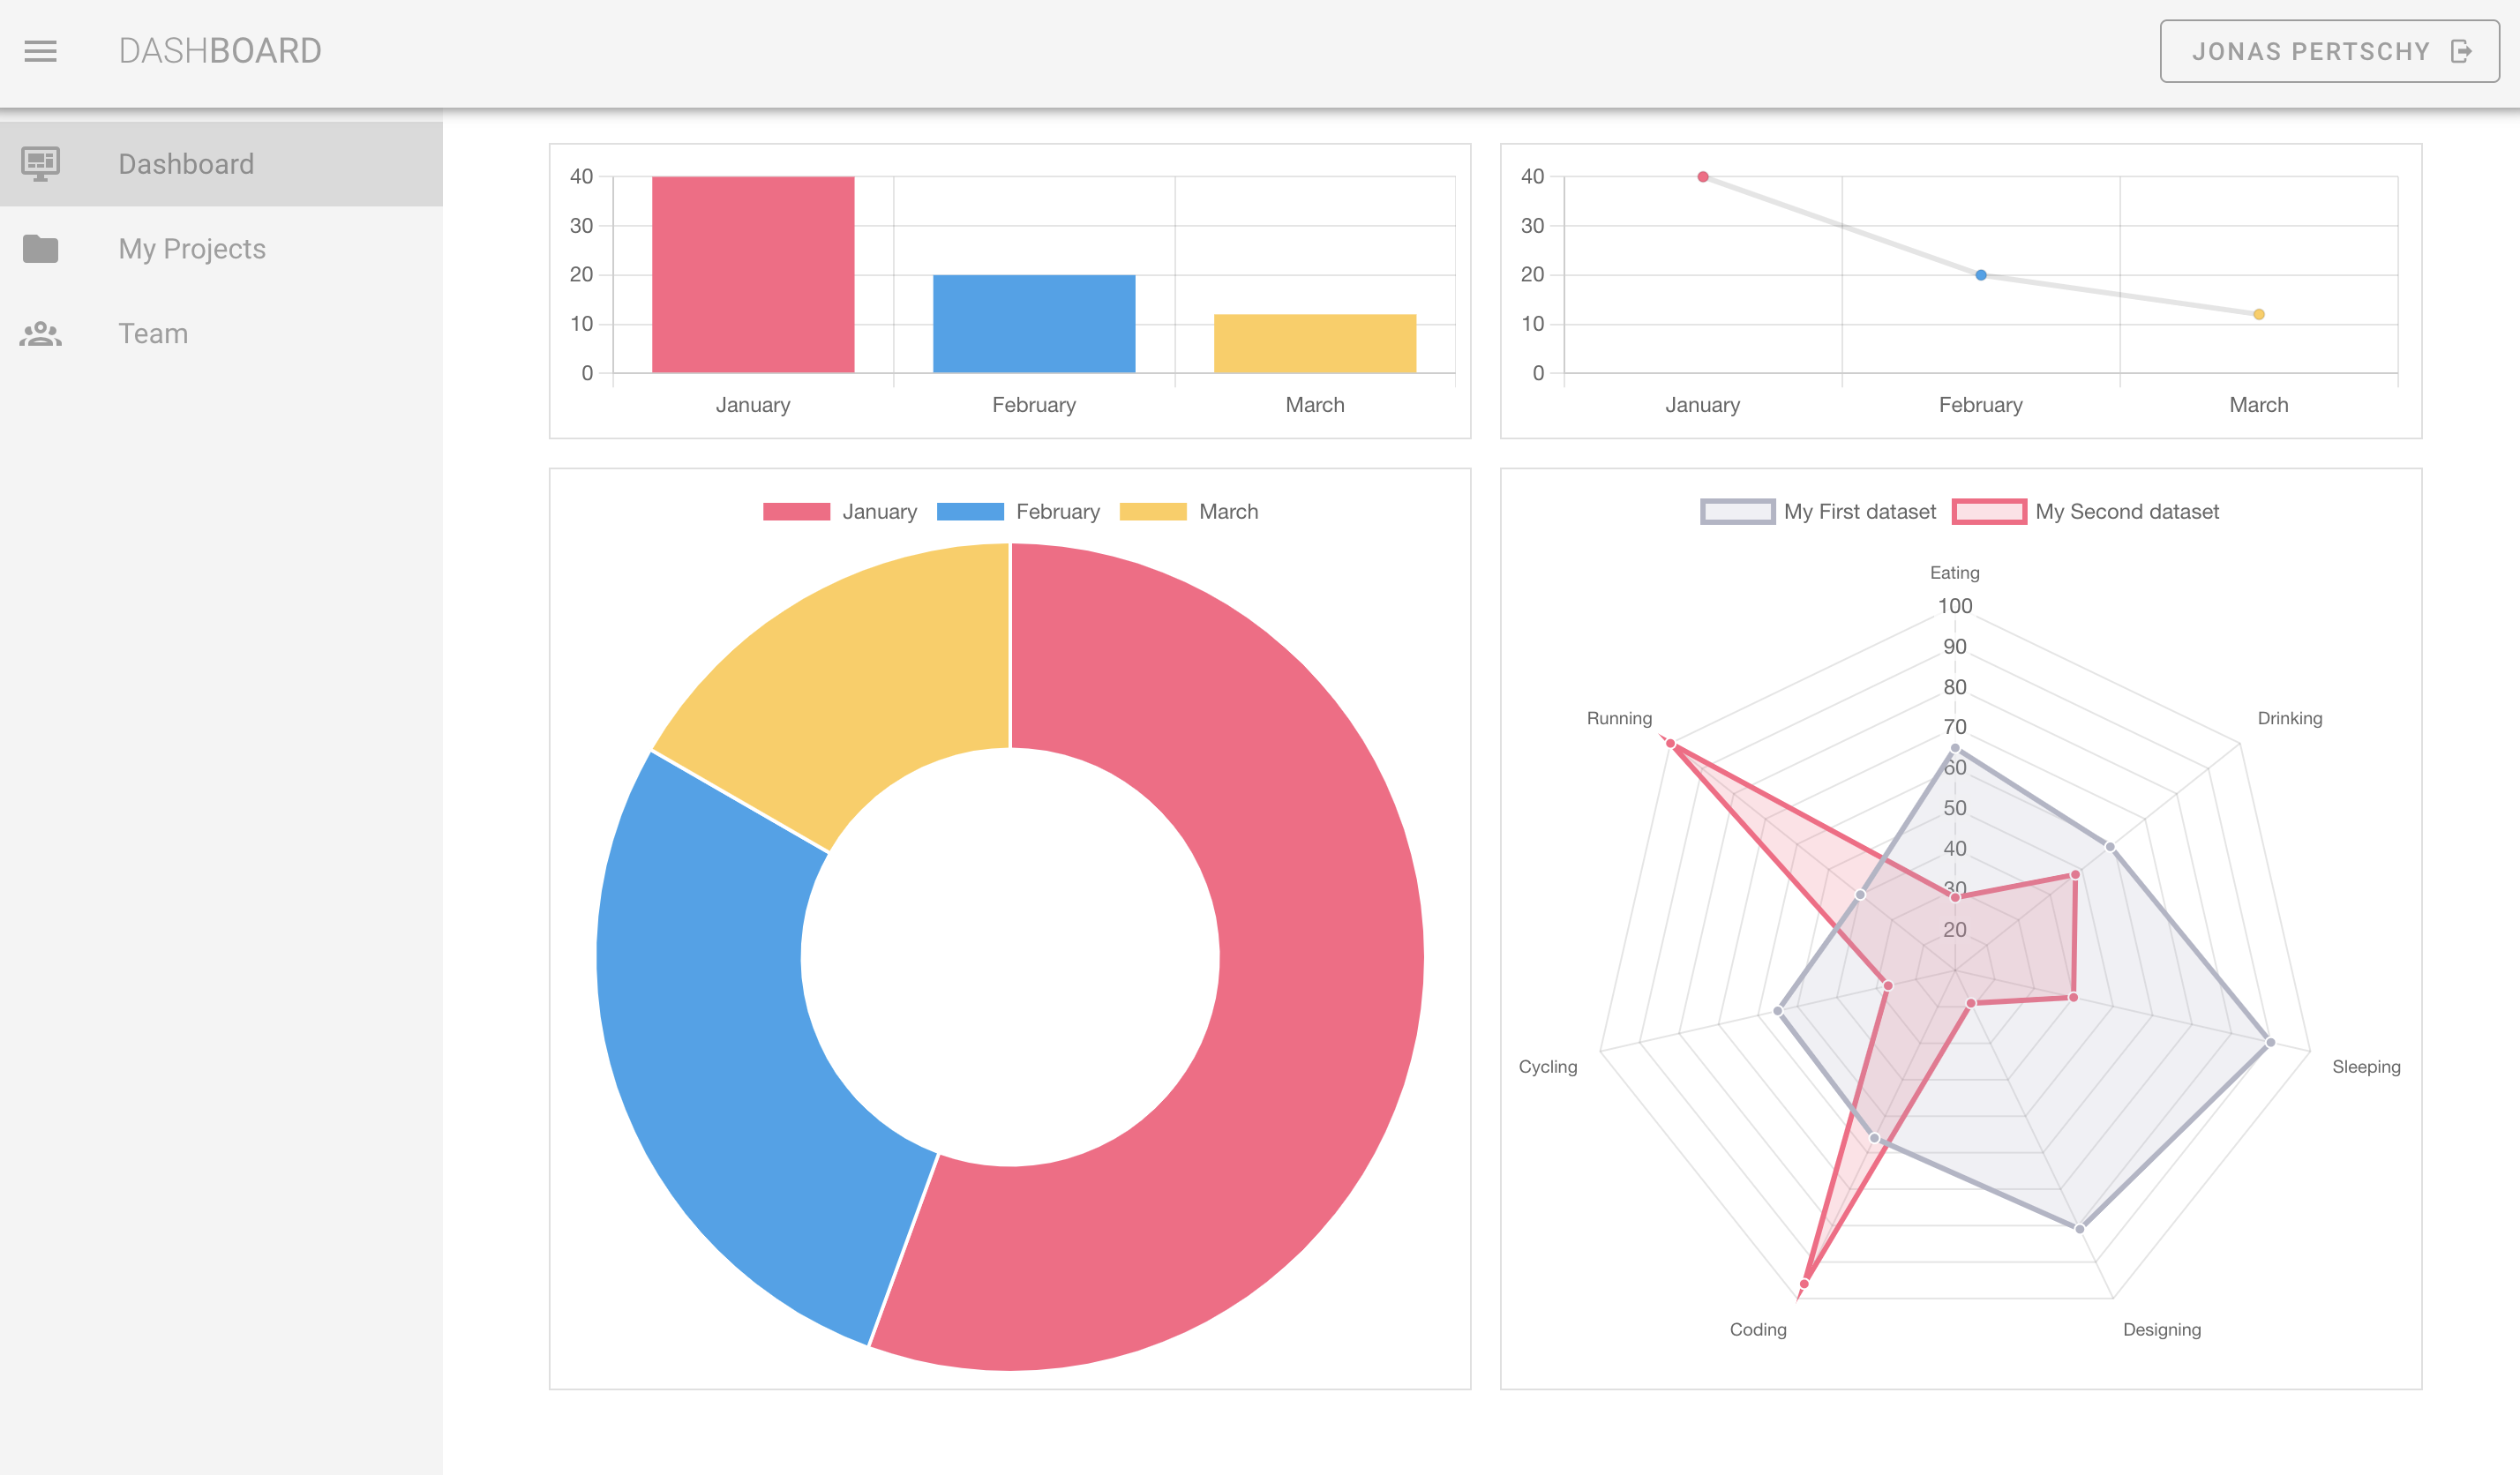 DASHBOARD
JONAS PERTSCHY
Dashboard
My Projects
Team
40
30
20
10
0
January February March
40
30
20
10
0
January February March
January February March
My First dataset My Second dataset
Eating
100
90
80
70
60
50
40
30
20
Running
Drinking
Cycling
Sleeping
Coding
Designing